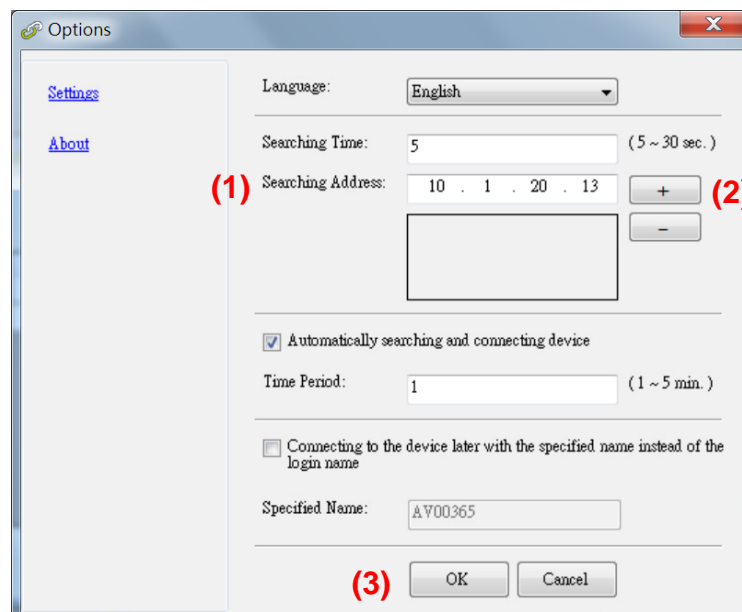 Options
Settings
About
Language: English
Searching Time: 5 (5 ~ 30 sec.)
(1) Searching Address: 10 . 1 . 20 . 13 + (2)
-
Automatically searching and connecting device
Time Period: 1 (1 ~ 5 min.)
Connecting to the device later with the specified name instead of the
login name
Specified Name: AV00365
(3) OK Cancel